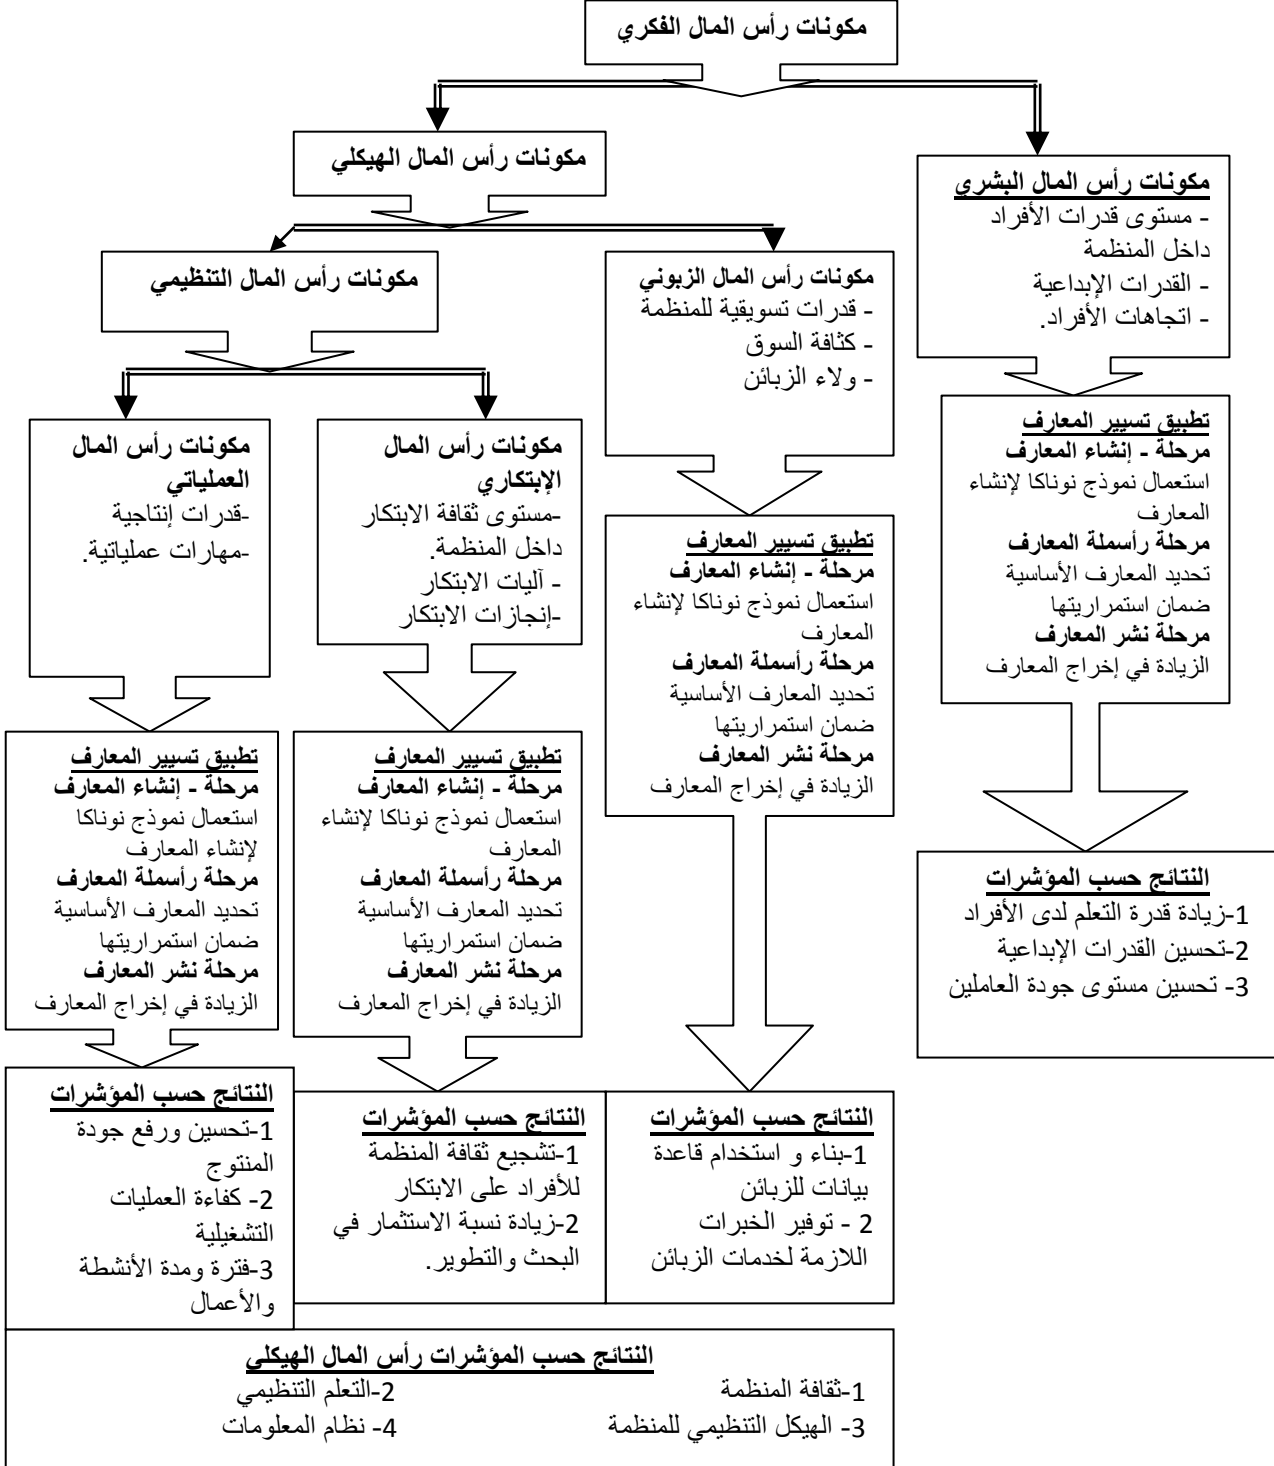 مكونات رأس المال الفكري
مكونات رأس المال الهيكلي
مكونات رأس المال البشري
- مستوى قدرات الأفراد
داخل المنظمة
- القدرات الإبداعية
- اتجاهات الأفراد.
مكونات رأس المال التنظيمي
مكونات رأس المال الزبوني
- قدرات تسويقية للمنظمة
- كثافة السوق
- ولاء الزبائن
تطبيق تسيير المعارف
مرحلة - إنشاء المعارف
استعمال نموذج نوناكا لإنشاء
المعارف
مرحلة رأسملة المعارف
تحديد المعارف الأساسية
ضمان استمراريتها
مرحلة نشر المعارف
الزيادة في إخراج المعارف
مكونات رأس المال
الإبتكاري
-مستوى ثقافة الابتكار
داخل المنظمة.
- آليات الابتكار
-إنجازات الابتكار
مكونات رأس المال
العملياتي
-قدرات إنتاجية
-مهارات عملياتية.
تطبيق تسيير المعارف
مرحلة - إنشاء المعارف
استعمال نموذج نوناكا لإنشاء
المعارف
مرحلة رأسملة المعارف
تحديد المعارف الأساسية
ضمان استمراريتها
مرحلة نشر المعارف
الزيادة في إخراج المعارف
تطبيق تسيير المعارف
مرحلة - إنشاء المعارف
استعمال نموذج نوناكا لإنشاء
المعارف
مرحلة رأسملة المعارف
تحديد المعارف الأساسية
ضمان استمراريتها
مرحلة نشر المعارف
الزيادة في إخراج المعارف
تطبيق تسيير المعارف
مرحلة - إنشاء المعارف
استعمال نموذج نوناكا
لإنشاء المعارف
مرحلة رأسملة المعارف
تحديد المعارف الأساسية
ضمان استمراريتها
مرحلة نشر المعارف
الزيادة في إخراج المعارف
النتائج حسب المؤشرات
1-زيادة قدرة التعلم لدى الأفراد
2-تحسين القدرات الإبداعية
3- تحسين مستوى جودة العاملين
النتائج حسب المؤشرات
1-بناء و استخدام قاعدة
بيانات للزبائن
2 - توفير الخبرات
اللازمة لخدمات الزبائن
النتائج حسب المؤشرات
1-تشجيع ثقافة المنظمة
للأفراد على الابتكار
2-زيادة نسبة الاستثمار في
البحث والتطوير.
النتائج حسب المؤشرات
1-تحسين ورفع جودة
المنتوج
2- كفاءة العمليات
التشغيلية
3-فترة ومدة الأنشطة
والأعمال
النتائج حسب المؤشرات رأس المال الهيكلي
1-ثقافة المنظمة 2-التعلم التنظيمي
3- الهيكل التنظيمي للمنظمة 4- نظام المعلومات